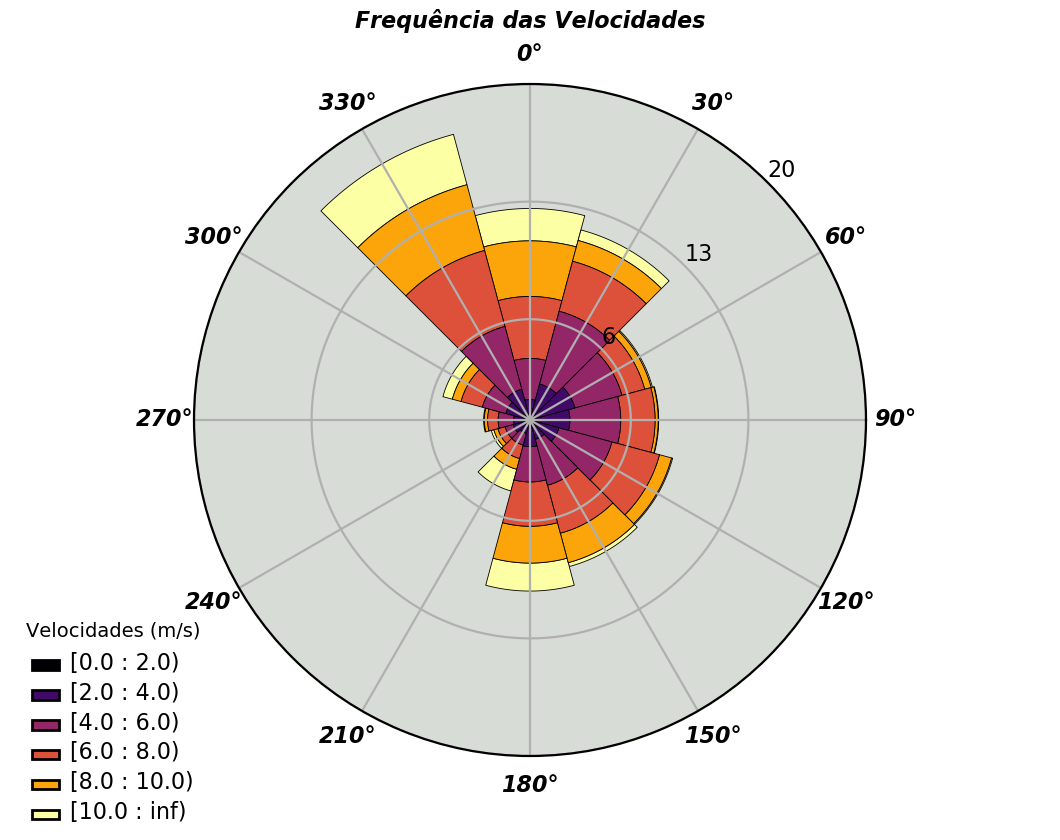 Frequência das Velocidades
0°
330°
30°
20
300°
60°
13
6
270°
90°
240°
120°
210°
150°
180°
Velocidades (m/s)
[0.0 : 2.0)
[2.0 : 4.0)
[4.0 : 6.0)
[6.0 : 8.0)
[8.0 : 10.0)
[10.0 : inf)